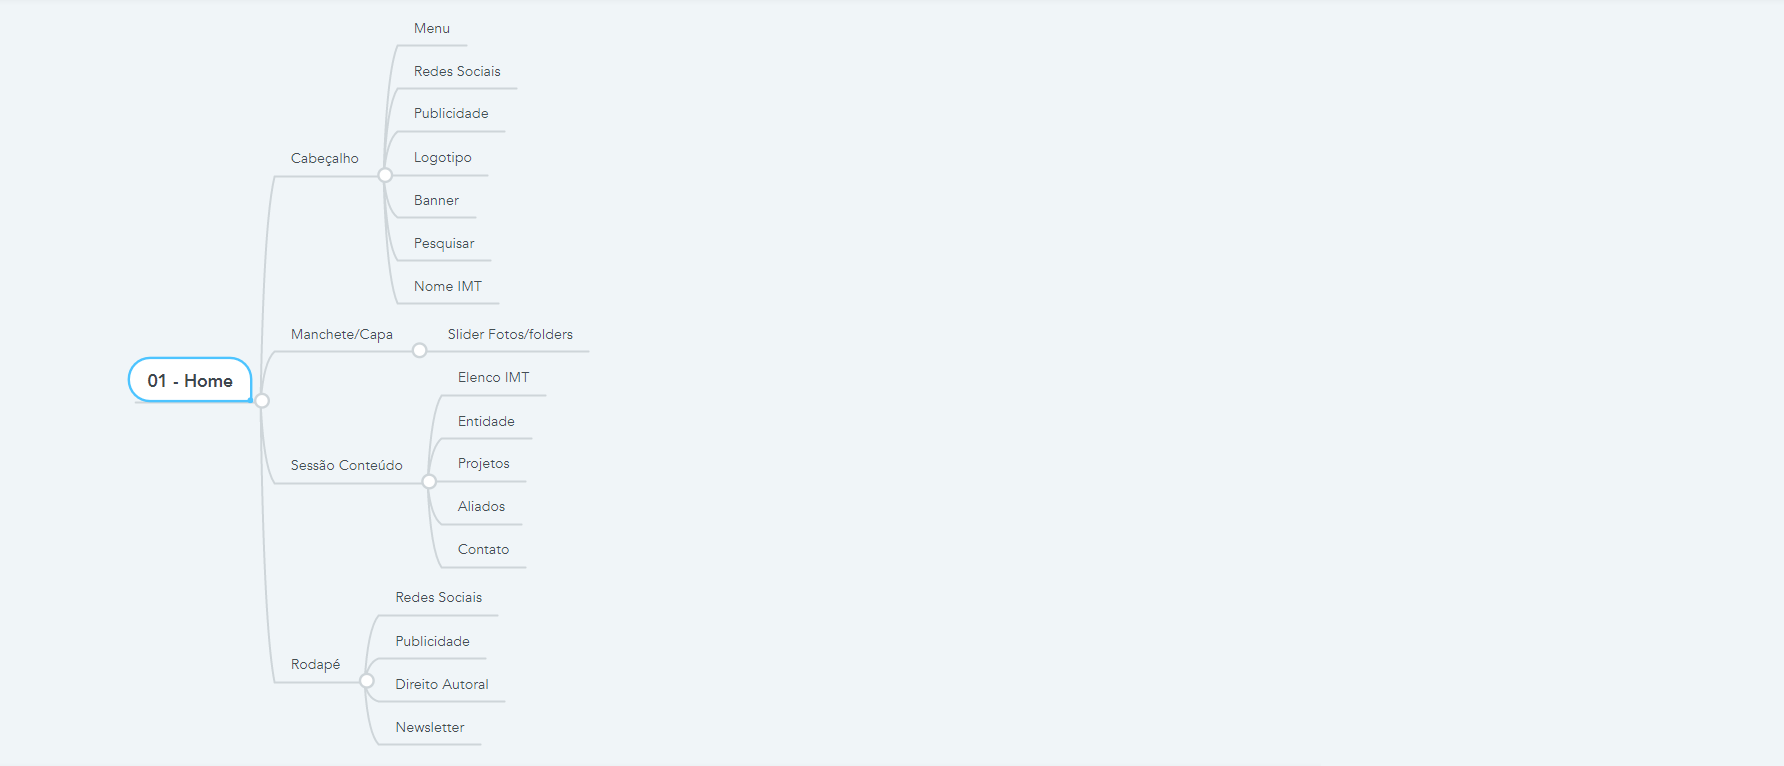 01 - Home
Cabeçalho
Menu
Redes Sociais
Publicidade
Logotipo
Banner
Pesquisar
Nome IMT
Manchete/Capa
Slider Fotos/folders
Sessão Conteúdo
Elenco IMT
Entidade
Projetos
Aliados
Contato
Rodapé
Redes Sociais
Publicidade
Direito Autoral
Newsletter